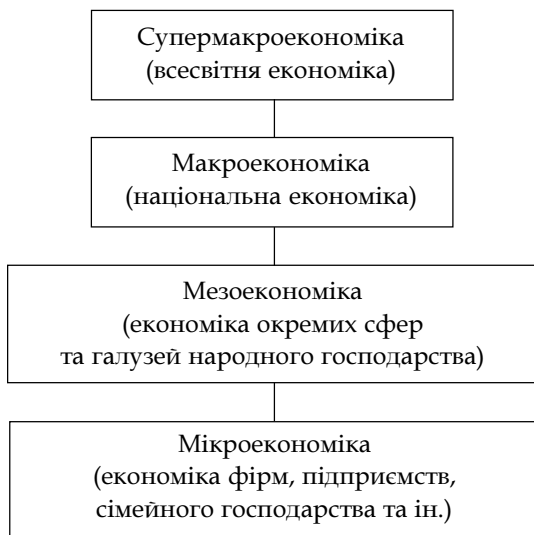 Супермакроекономіка
(всесвітня економіка)
Макроекономіка
(національна економіка)
Мезоекономіка
(економіка окремих сфер
та галузей народного господарства)
Мікроекономіка
(економіка фірм, підприємств,
сімейного господарства та ін.)